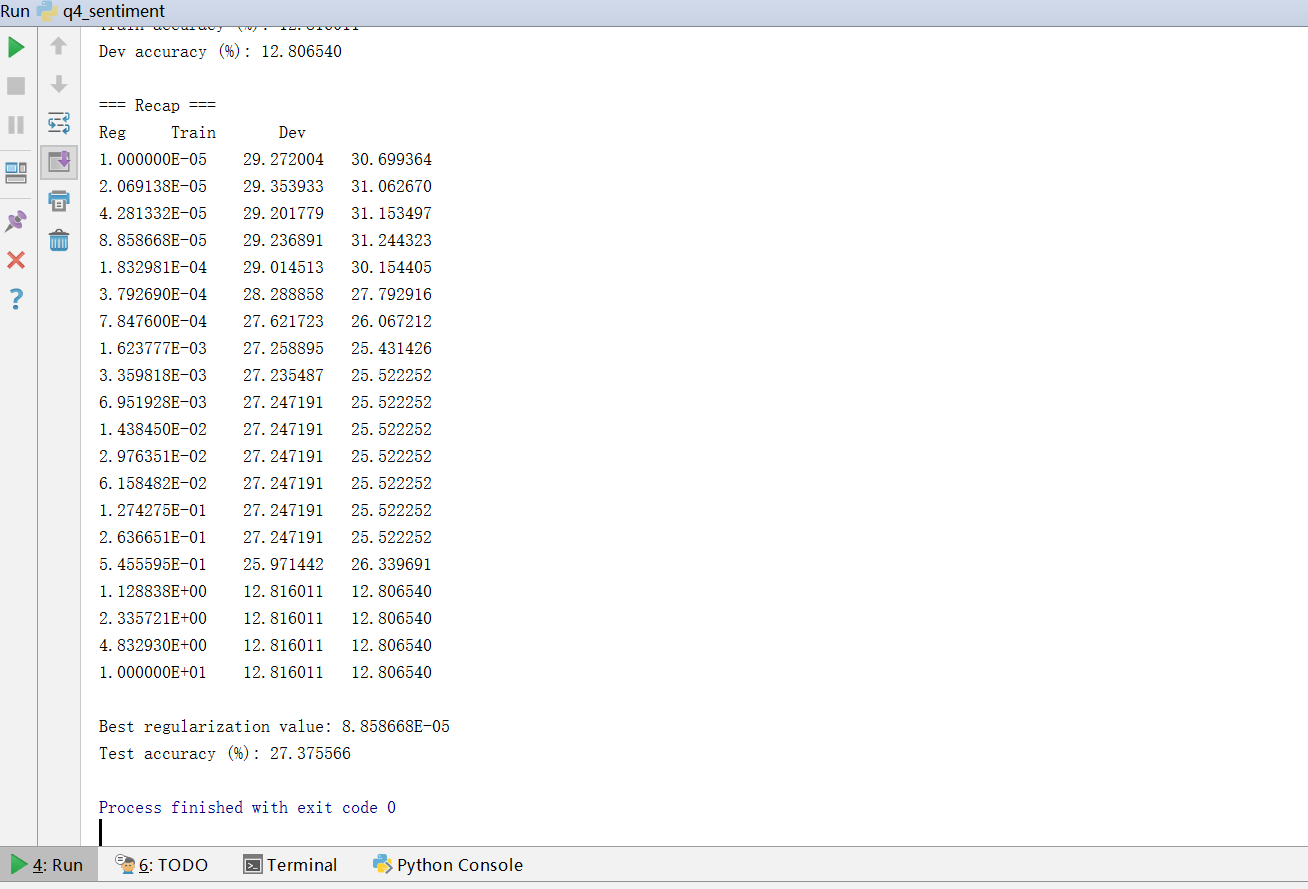 Run q4_sentiment
Train accuracy (%): 12.816011
Dev accuracy (%): 12.806540
=== Recap ===
Reg Train Dev
1.000000E-05 29.272004 30.699364
2.069138E-05 29.353933 31.062670
4.281332E-05 29.201779 31.153497
8.858668E-05 29.236891 31.244323
1.832981E-04 29.014513 30.154405
3.792690E-04 28.288858 27.792916
7.847600E-04 27.621723 26.067212
1.623777E-03 27.258895 25.431426
3.359818E-03 27.235487 25.522252
6.951928E-03 27.247191 25.522252
1.438450E-02 27.247191 25.522252
2.976351E-02 27.247191 25.522252
6.158482E-02 27.247191 25.522252
1.274275E-01 27.247191 25.522252
2.636651E-01 27.247191 25.522252
5.455595E-01 25.971442 26.339691
1.128838E+00 12.816011 12.806540
2.335721E+00 12.816011 12.806540
4.832930E+00 12.816011 12.806540
1.000000E+01 12.816011 12.806540
Best regularization value: 8.858668E-05
Test accuracy (%): 27.375566
Process finished with exit code 0
4: Run 6: TODO Terminal Python Console